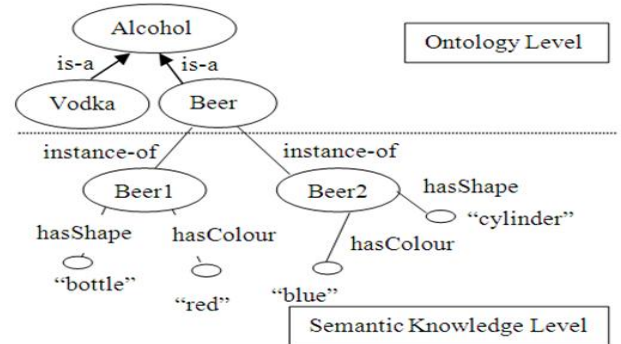 Alcohol
Ontology Level
is-a
is-a
Vodka
Beer
instance-of
instance-of
Beer1
Beer2
hasShape
“cylinder”
hasShape
hasColour
hasColour
“bottle”
“red”
“blue”
Semantic Knowledge Level